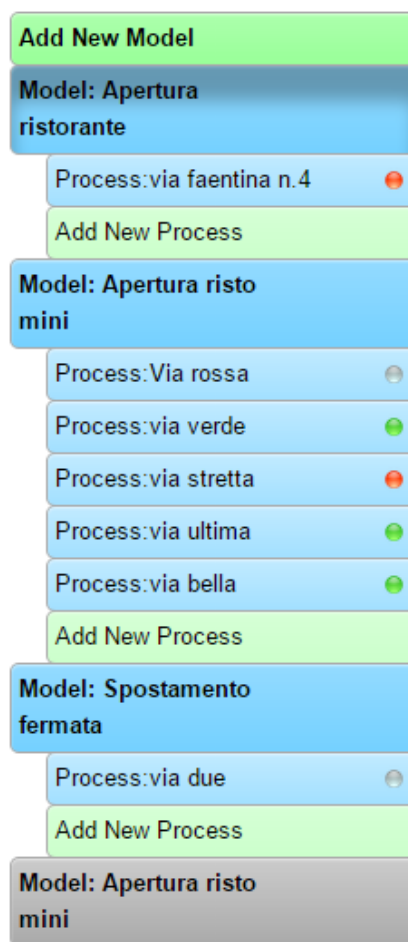 Add New Model
Model: Apertura
ristorante
Process:via faentina n.4
Add New Process
Model: Apertura risto
mini
Process:Via rossa
Process:via verde
Process:via stretta
Process:via ultima
Process:via bella
Add New Process
Model: Spostamento
fermata
Process:via due
Add New Process
Model: Apertura risto
mini